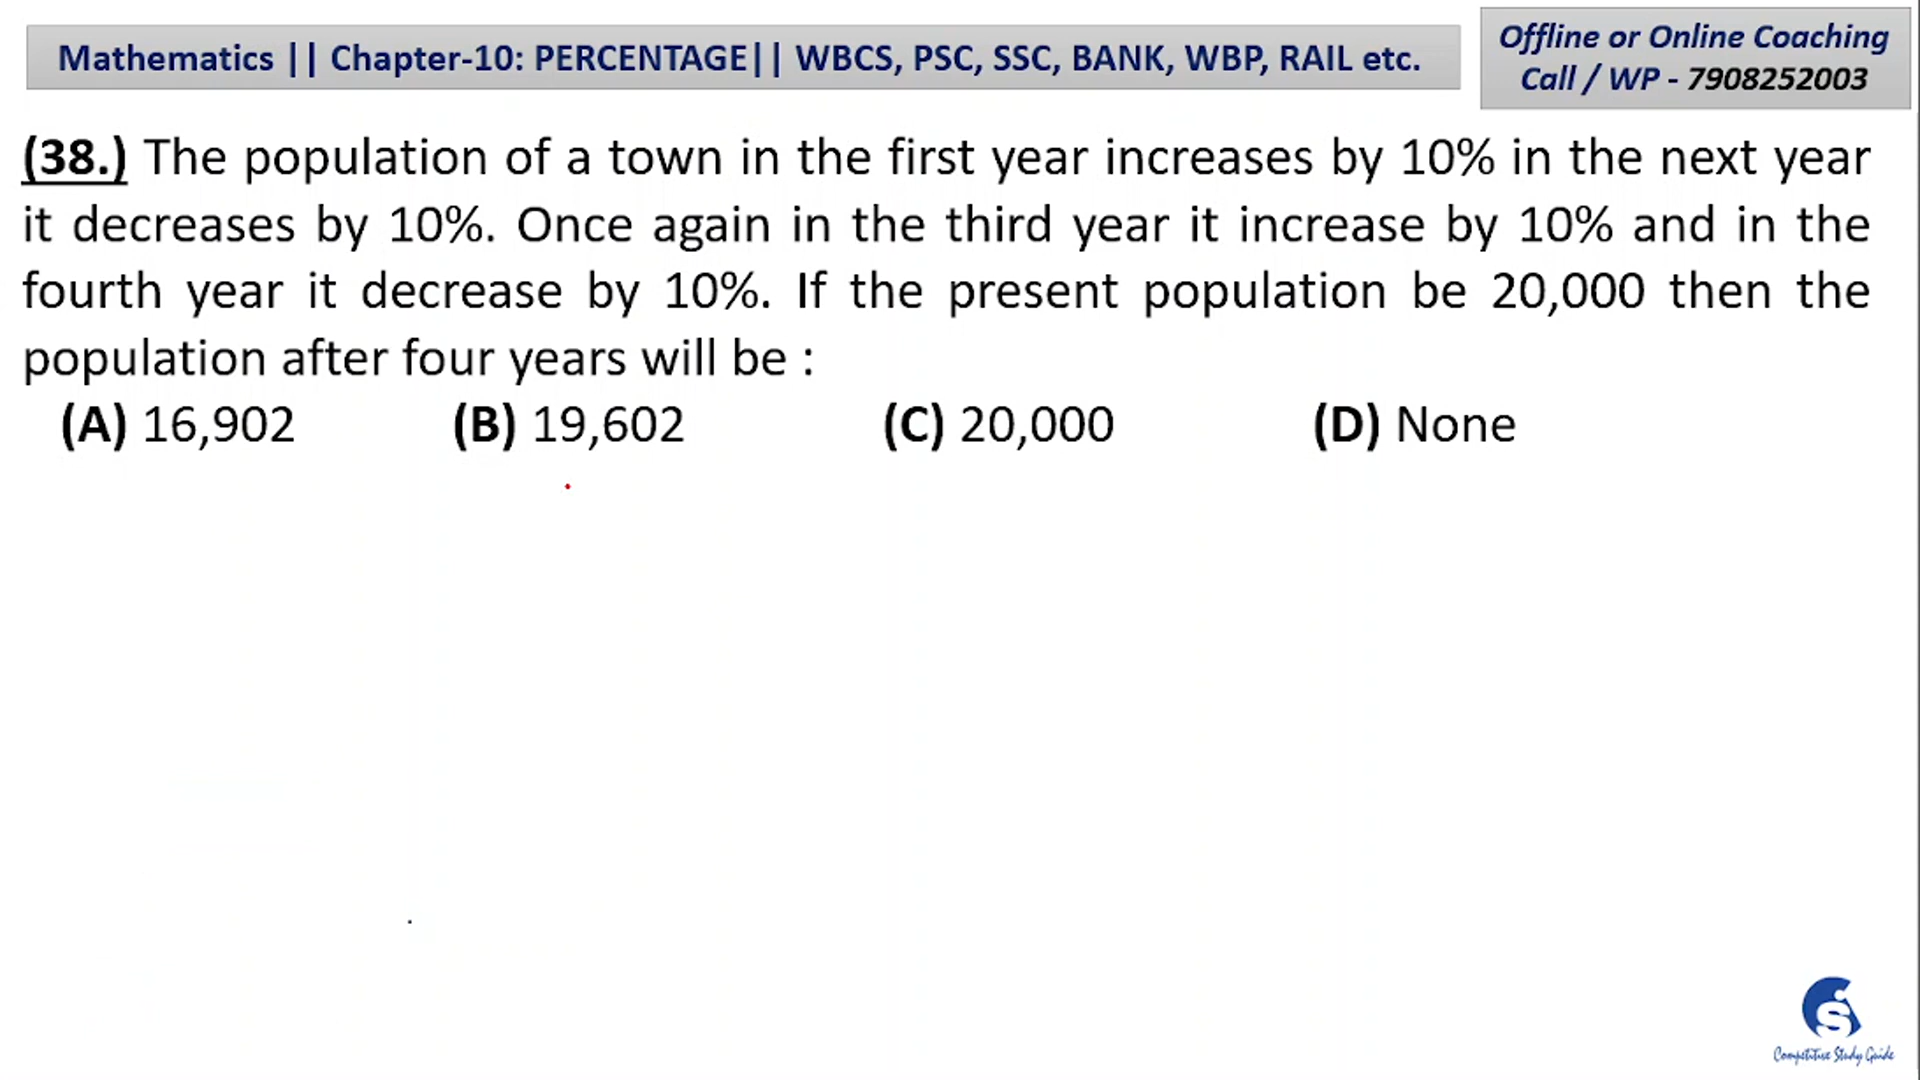 Mathematics || Chapter-10: PERCENTAGE|| WBCS, PSC, SSC, BANK, WBP, RAIL etc.
Offline or Online Coaching
Call / WP - 7908252003
(38.) The population of a town in the first year increases by 10% in the next year
it decreases by 10%. Once again in the third year it increase by 10% and in the
fourth year it decrease by 10%. If the present population be 20,000 then the
population after four years will be :
(A) 16,902 (B) 19,602 (C) 20,000 (D) None
Competitive Study Guide